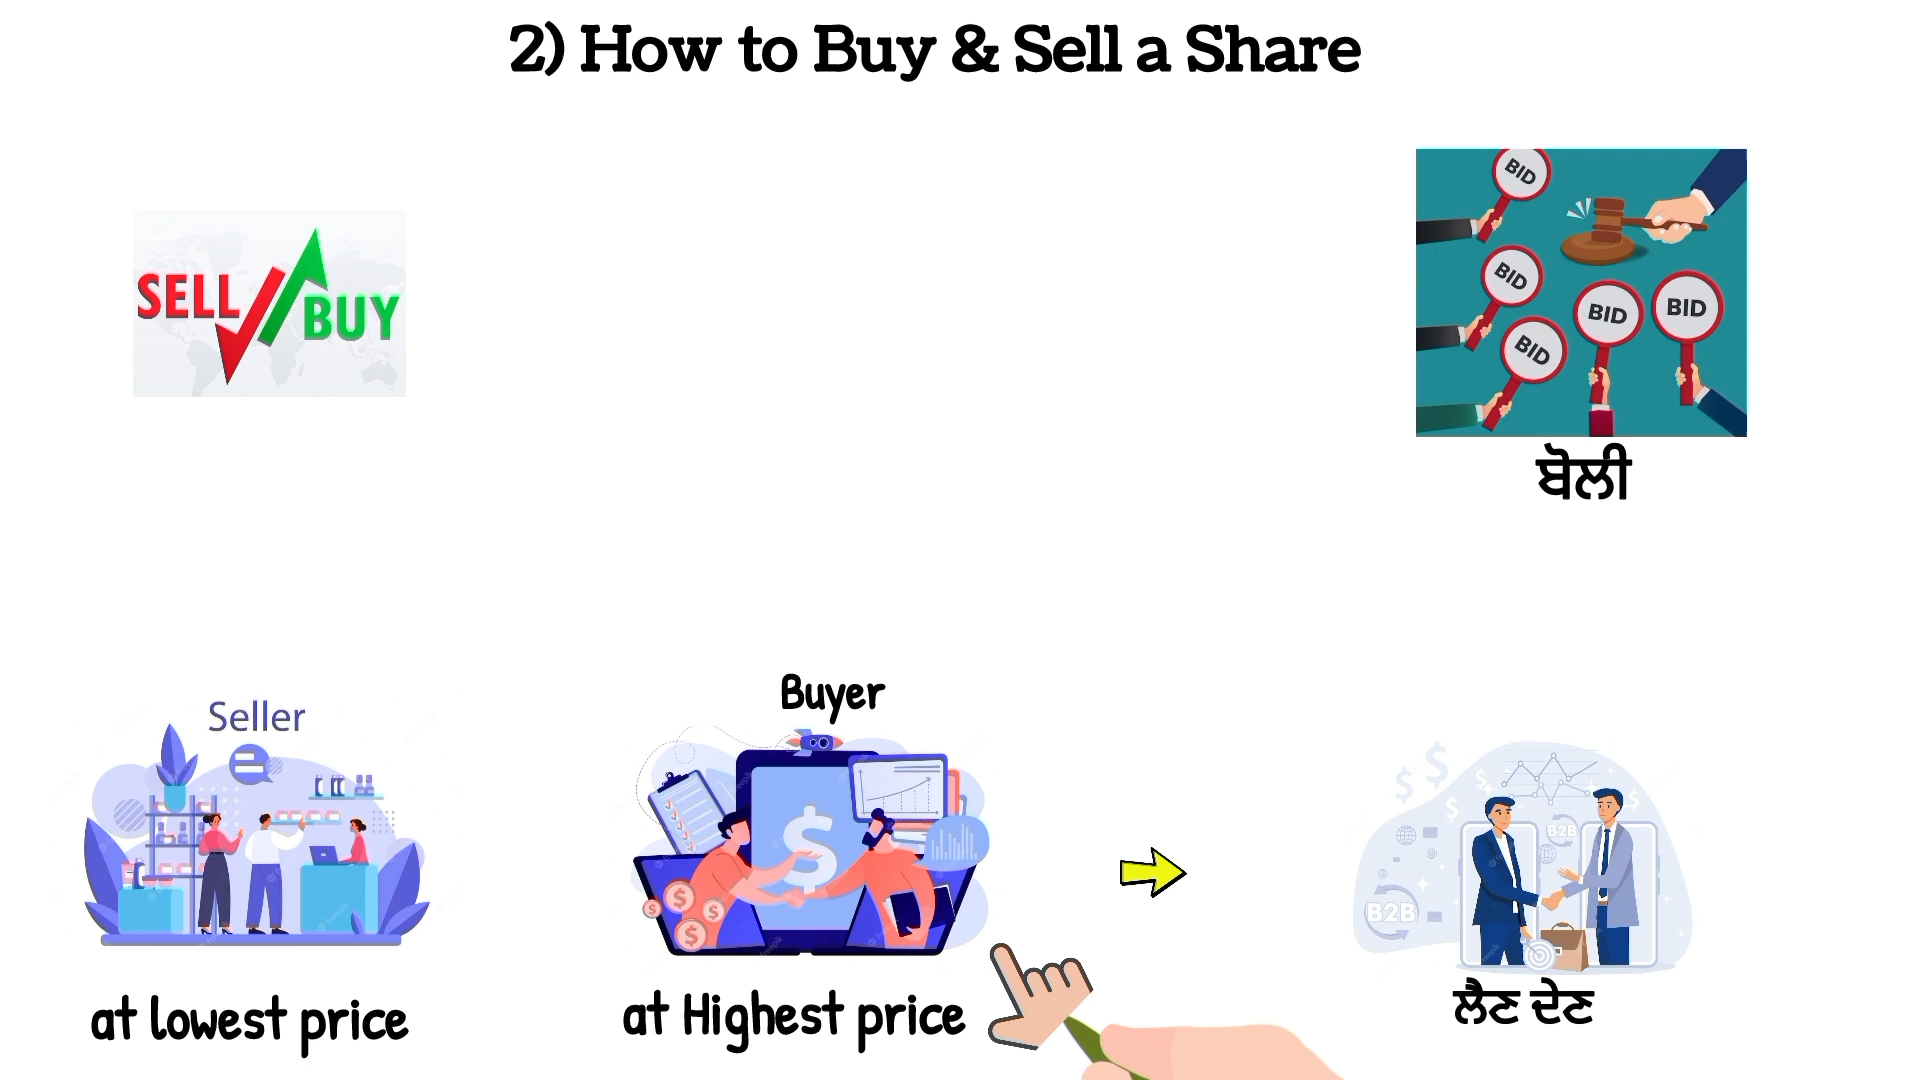 2) How to Buy & Sell a Share
SELL
BUY
BID
BID
BID
BID
BID
ਬੋਲੀ
Seller
Buyer
B2B
B2B
at lowest price
at Highest price
ਲੈਣ ਦੇਣ